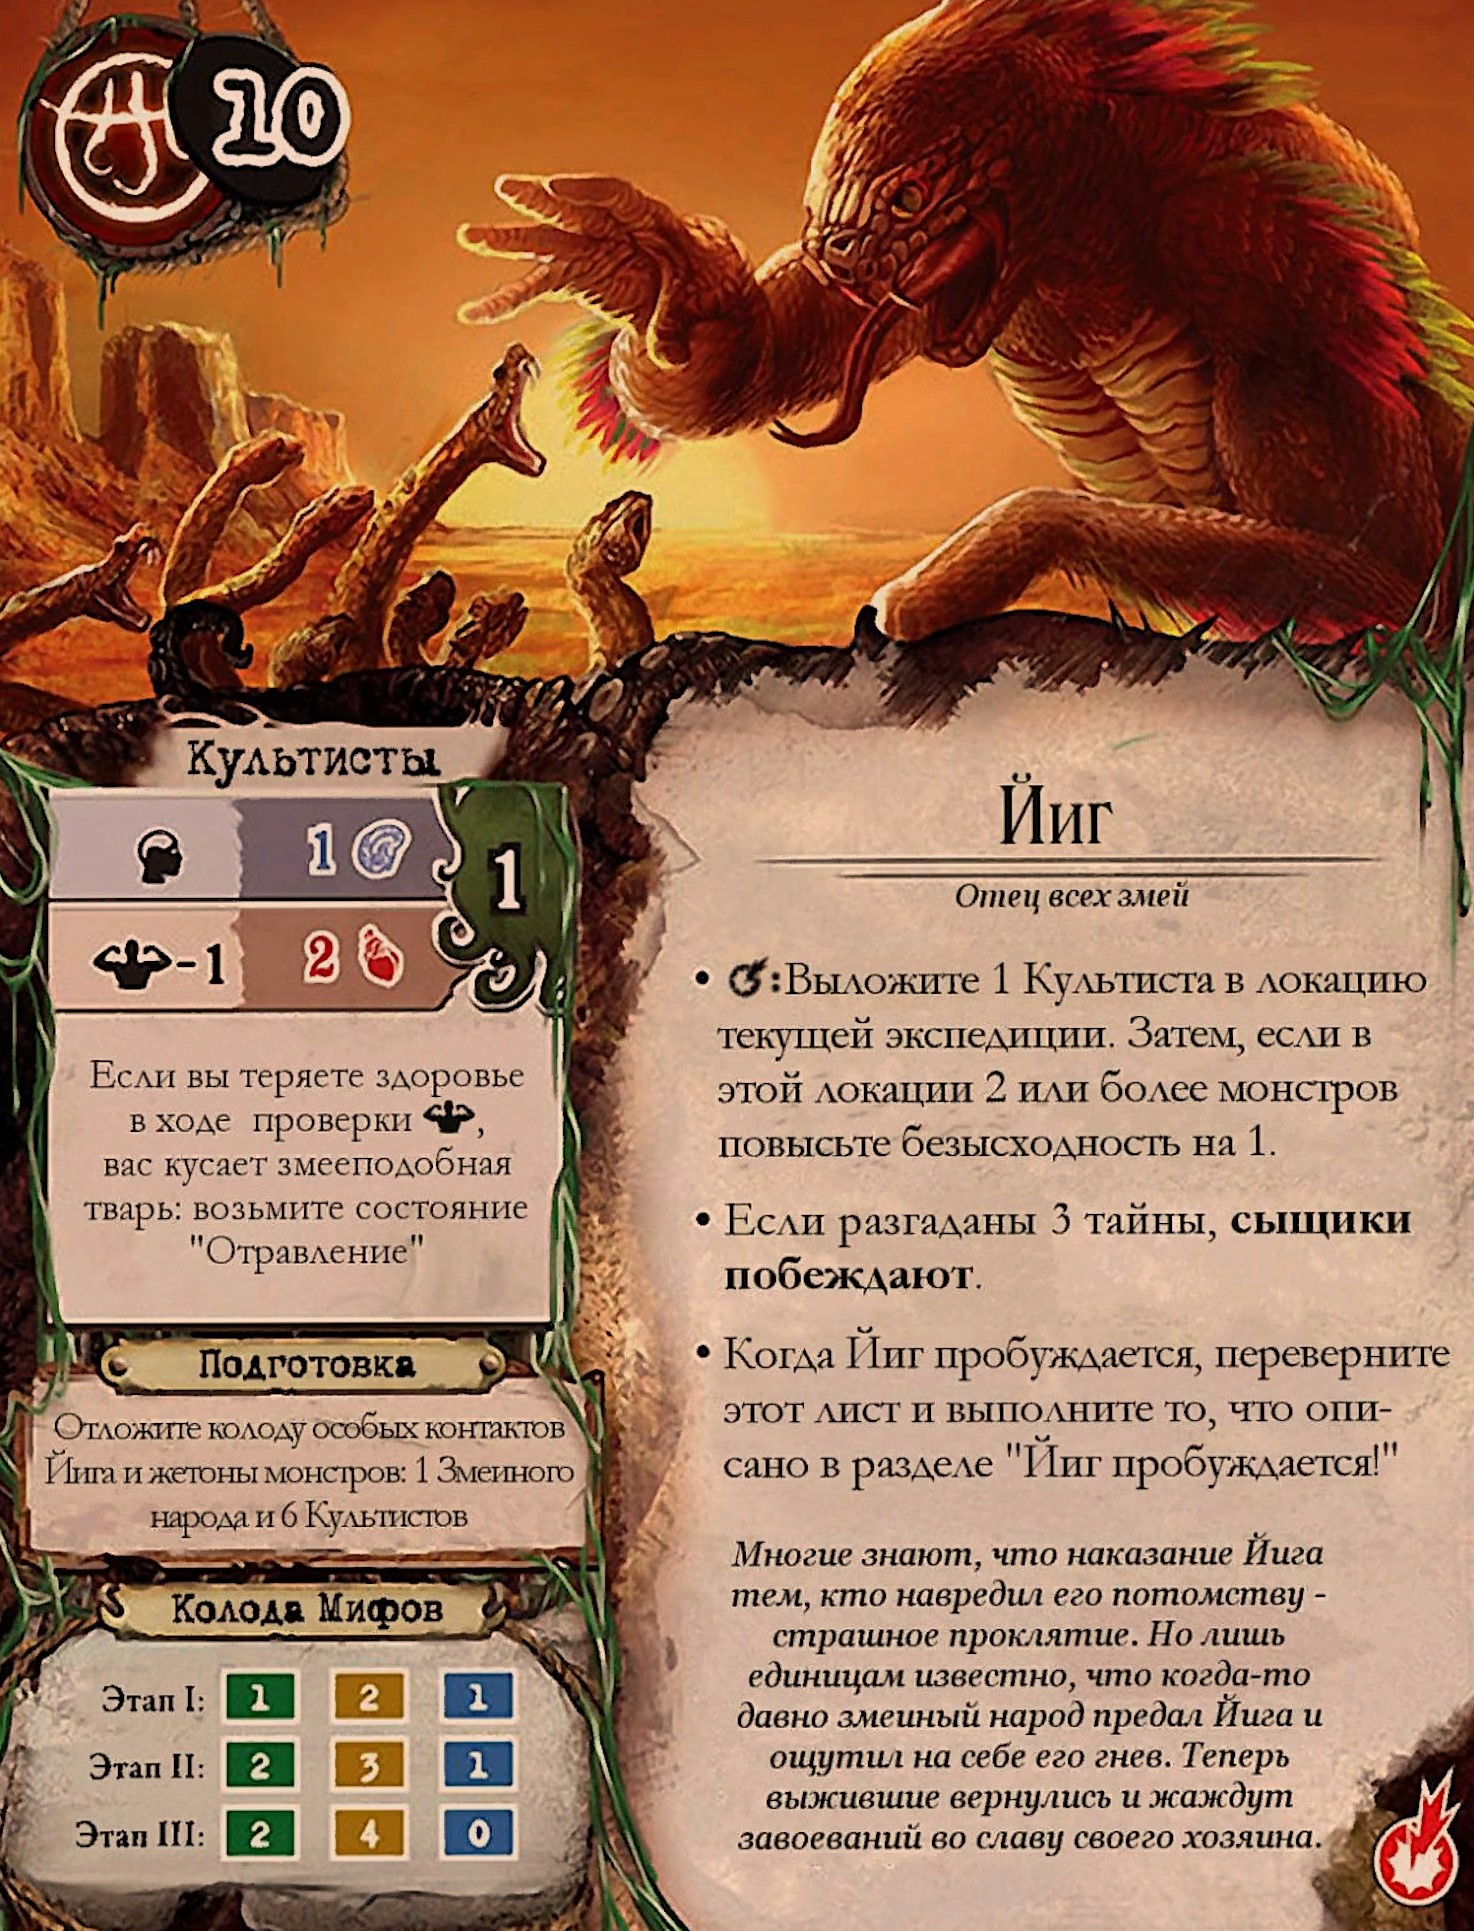 10
Культисты
1
1
-1
2
Если вы теряете здоровье
в ходе проверки ,
вас кусает змееподобная
тварь: возьмите состояние
"Отравление"
Подготовка
Отложите колоду особых контактов
Йига и жетоны монстров: 1 Змеиного
народа и 6 Культистов
Колода Мифов
Этап I: 1 2 1
Этап II: 2 3 1
Этап III: 2 4 0
Йиг
Отец всех змей
• :Выложите 1 Культиста в локацию
текущей экспедиции. Затем, если в
этой локации 2 или более монстров
повысьте безысходность на 1.
• Если разгаданы 3 тайны, сыщики
побеждают.
• Когда Йиг пробуждается, переверните
этот лист и выполните то, что опи-
сано в разделе "Йиг пробуждается!"
Многие знают, что наказание Йига
тем, кто навредил его потомству -
страшное проклятие. Но лишь
единицам известно, что когда-то
давно змеиный народ предал Йига и
ощутил на себе его гнев. Теперь
выжившие вернулись и жаждут
завоеваний во славу своего хозяина.